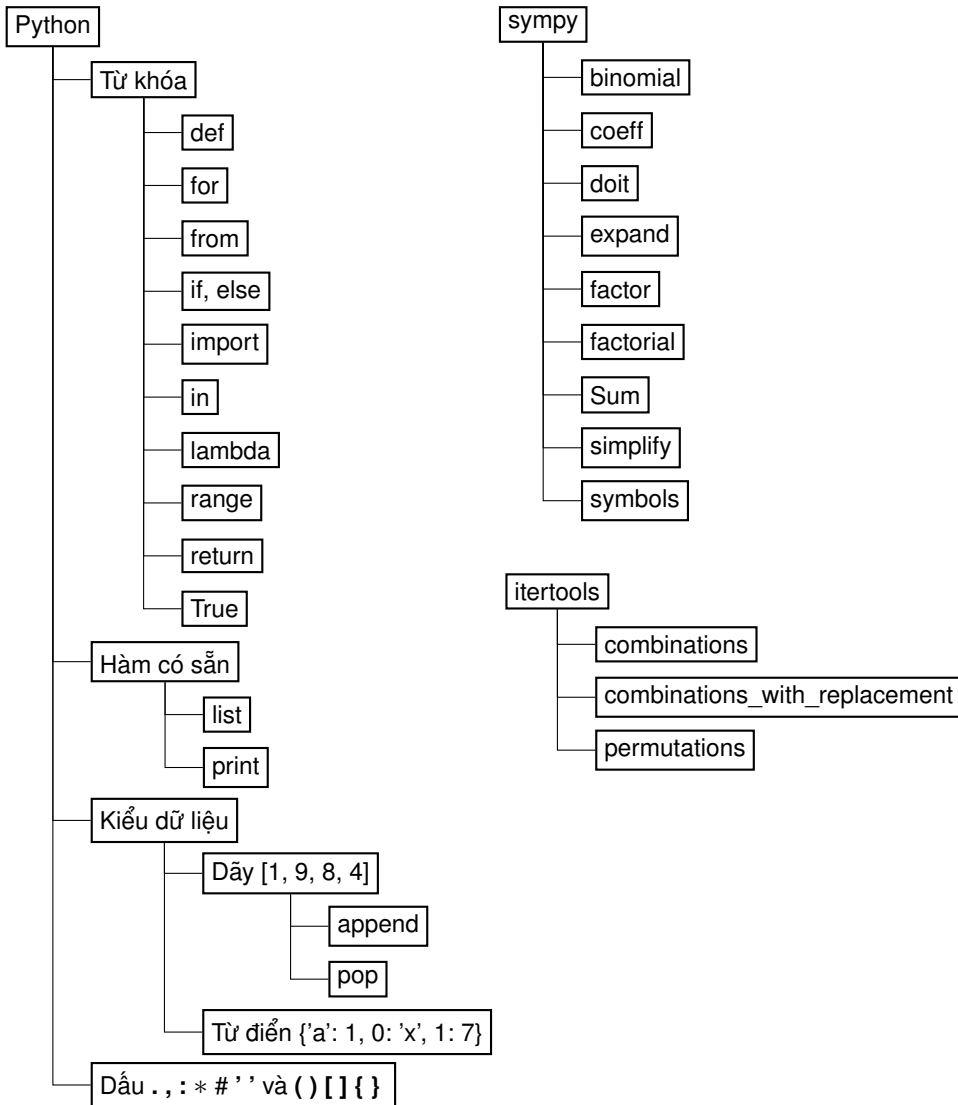 Python
Từ khóa
def
for
from
if, else
import
in
lambda
range
return
True
Hàm có sẵn
list
print
Kiểu dữ liệu
Dãy [1, 9, 8, 4]
append
pop
Từ điển {'a': 1, 0: 'x', 1: 7}
Dấu . , : ∗ # ’ ’ và ( ) [ ] { }
sympy
binomial
coeff
doit
expand
factor
factorial
Sum
simplify
symbols
itertools
combinations
combinations_with_replacement
permutations